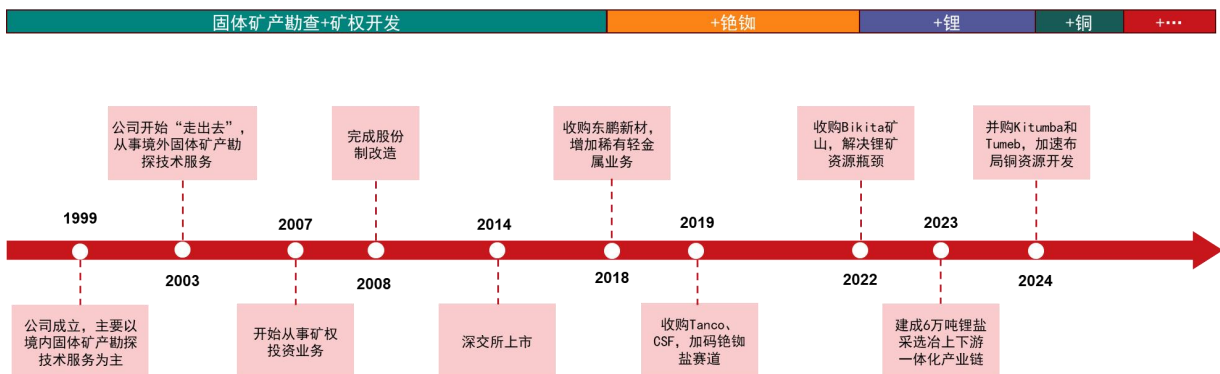 固体矿产勘查+矿权开发
+铯铷
+锂
+铜
+…
公司开始“走出去”，
从事境外固体矿产勘
探技术服务
完成股份
制改造
收购东鹏新材，
增加稀有轻金
属业务
收购Bikita矿
山，解决锂矿
资源瓶颈
并购Kitumba和
Tumeb，加速布
局铜资源开发
1999
2007
2014
2019
2023
2003
2008
2018
2022
2024
公司成立，主要以
境内固体矿产勘探
技术服务为主
开始从事矿权
投资业务
深交所上市
收购Tanco、
CSF，加码铯铷
盐赛道
建成6万吨锂盐
采选冶上下游
一体化产业链